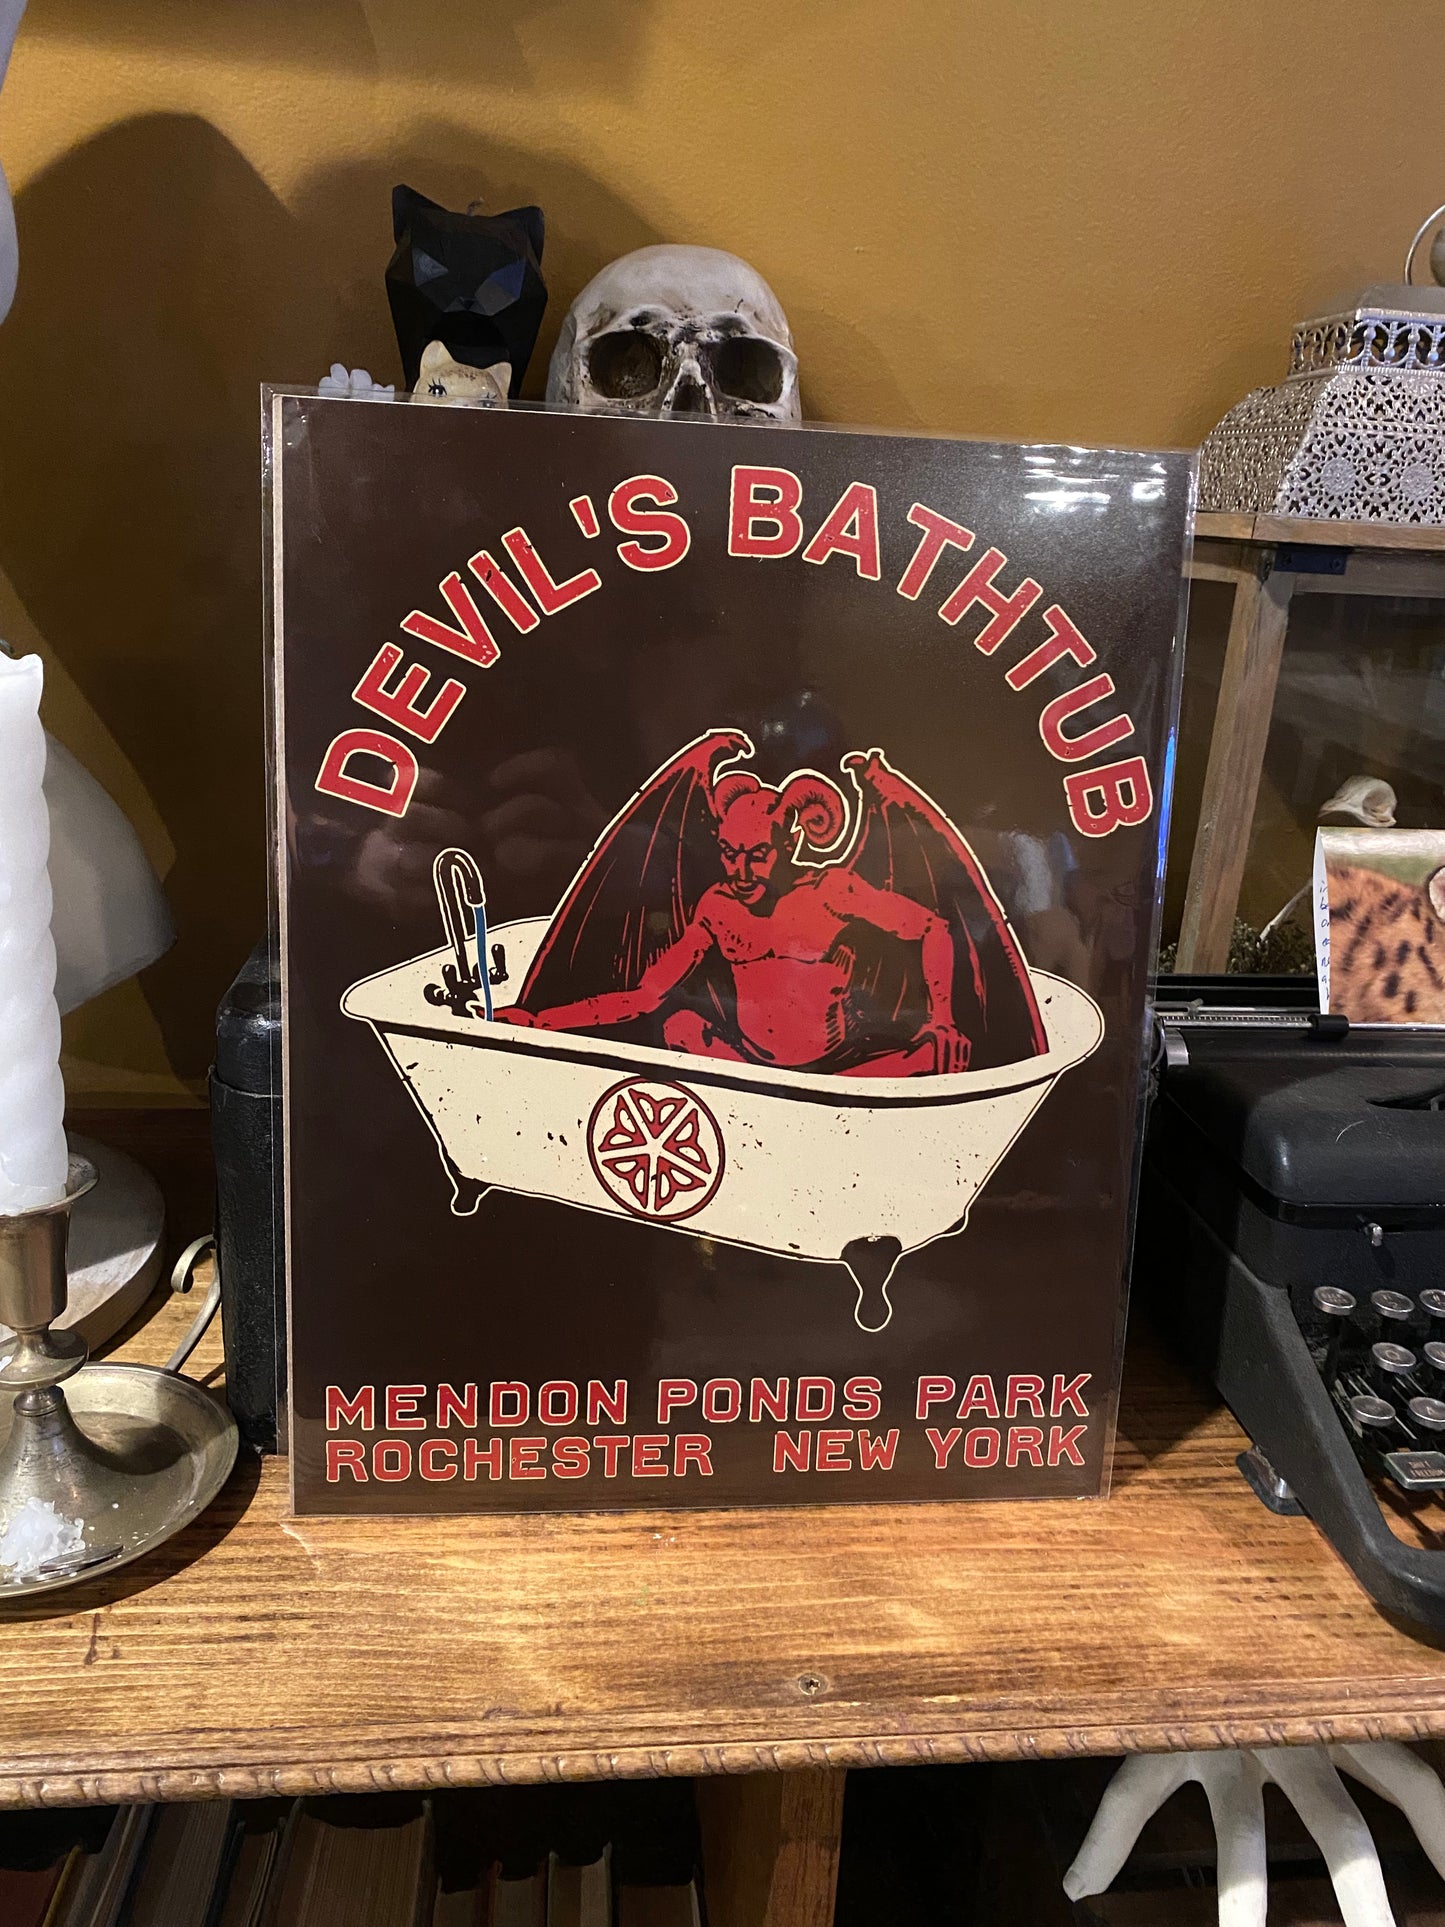 DEVIL'S BATHTUB
MENDON PONDS PARK
ROCHESTER NEW YORK